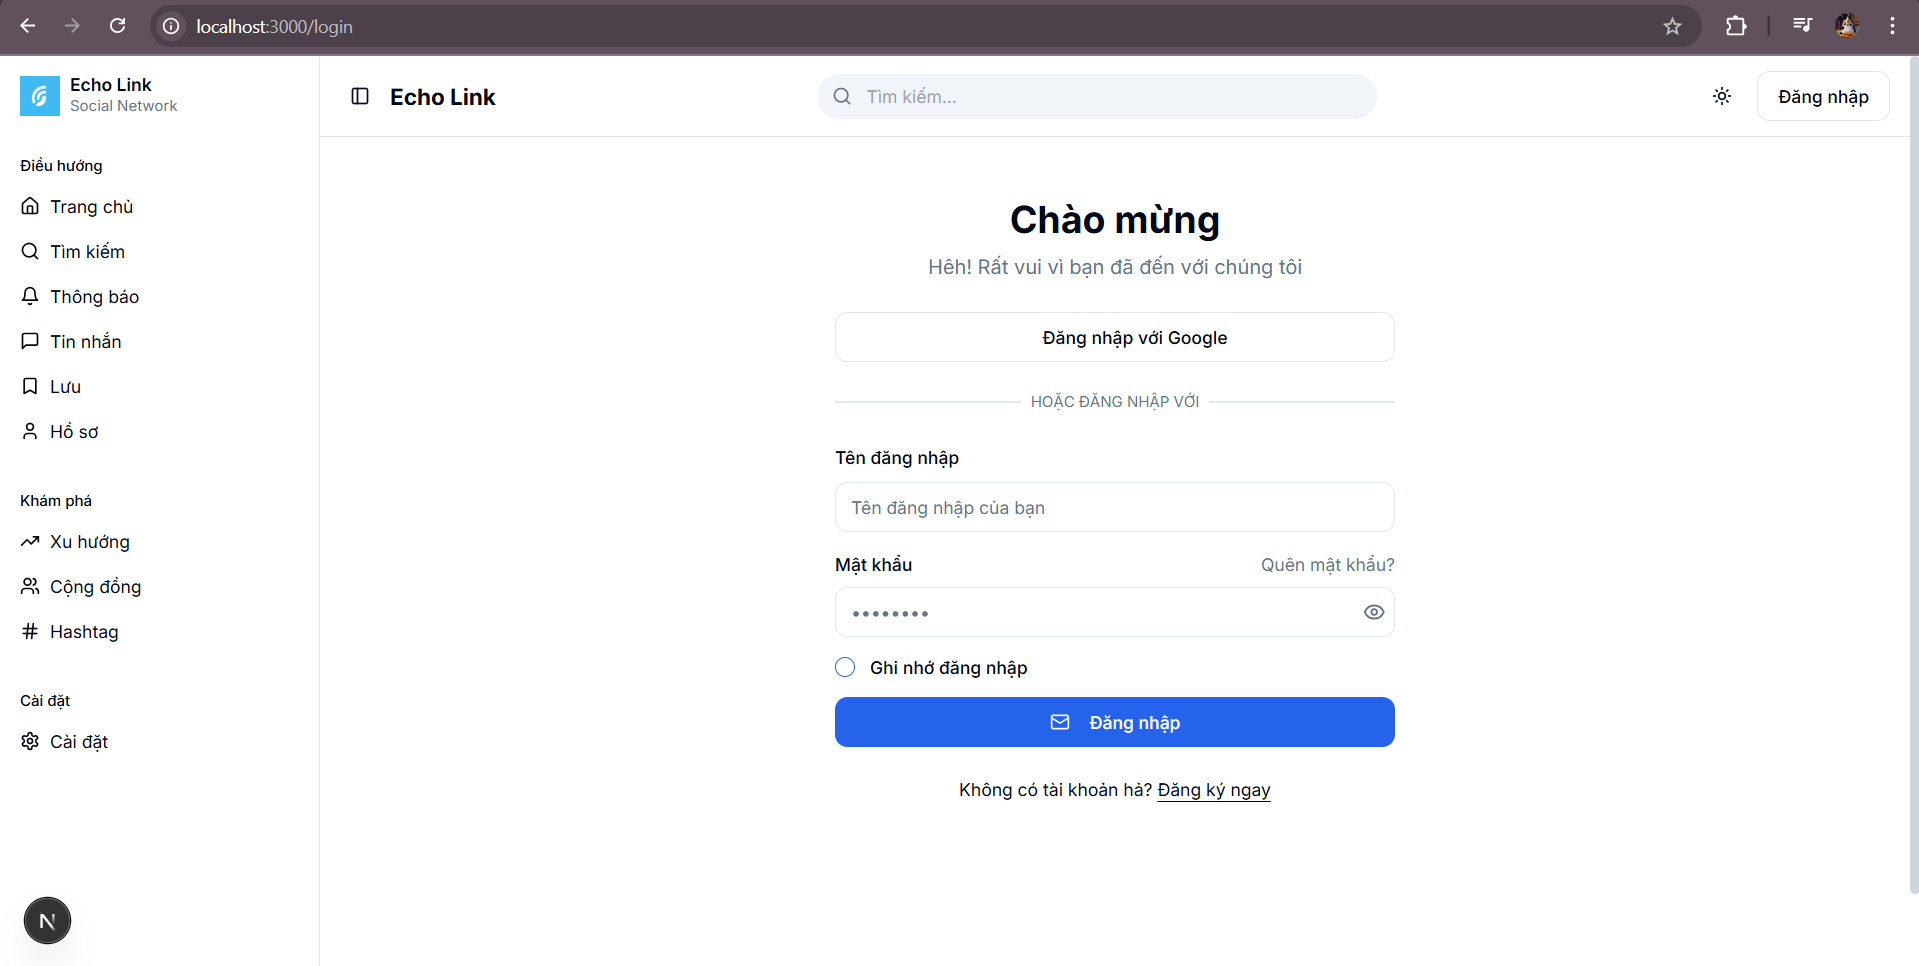 localhost:3000/login
Echo Link
Social Network
Echo Link
Tìm kiếm...
Đăng nhập
Điều hướng
Trang chủ
Tìm kiếm
Thông báo
Tin nhắn
Lưu
Hồ sơ
Khám phá
Xu hướng
Cộng đồng
Hashtag
Cài đặt
Cài đặt
N
Chào mừng
Hêh! Rất vui vì bạn đã đến với chúng tôi
Đăng nhập với Google
HOẶC ĐĂNG NHẬP VỚI
Tên đăng nhập
Tên đăng nhập của bạn
Mật khẩu
Quên mật khẩu?
••••••••
Ghi nhớ đăng nhập
Đăng nhập
Không có tài khoản hả? Đăng ký ngay